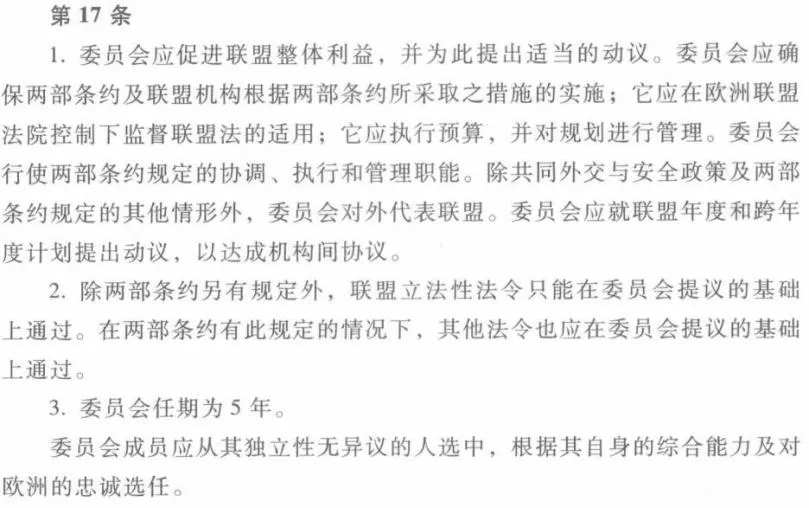 第 17 条
1. 委员会应促进联盟整体利益，并为此提出适当的动议。委员会应确
保两部条约及联盟机构根据两部条约所采取之措施的实施；它应在欧洲联盟
法院控制下监督联盟法的适用；它应执行预算，并对规划进行管理。委员会
行使两部条约规定的协调、执行和管理职能。除共同外交与安全政策及两部
条约规定的其他情形外，委员会对外代表联盟。委员会应就联盟年度和跨年
度计划提出动议，以达成机构间协议。
2. 除两部条约另有规定外，联盟立法性法令只能在委员会提议的基础
上通过。在两部条约有此规定的情况下，其他法令也应在委员会提议的基础
上通过。
3. 委员会任期为 5 年。
委员会成员应从其独立性无异议的人选中，根据其自身的综合能力及对
欧洲的忠诚选任。